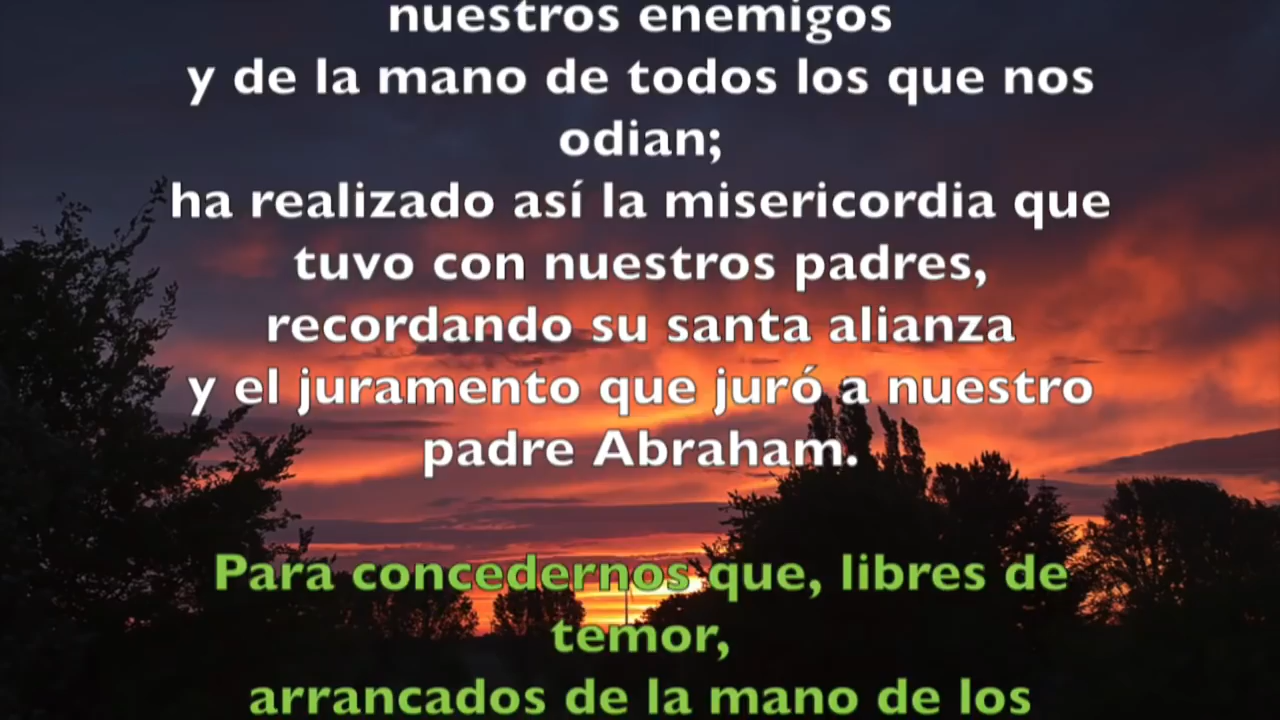 nuestros enemigos
y de la mano de todos los que nos
odian;
ha realizado así la misericordia que
tuvo con nuestros padres,
recordando su santa alianza
y el juramento que juró a nuestro
padre Abraham.
Para concedernos que, libres de
temor,
arrancados de la mano de los